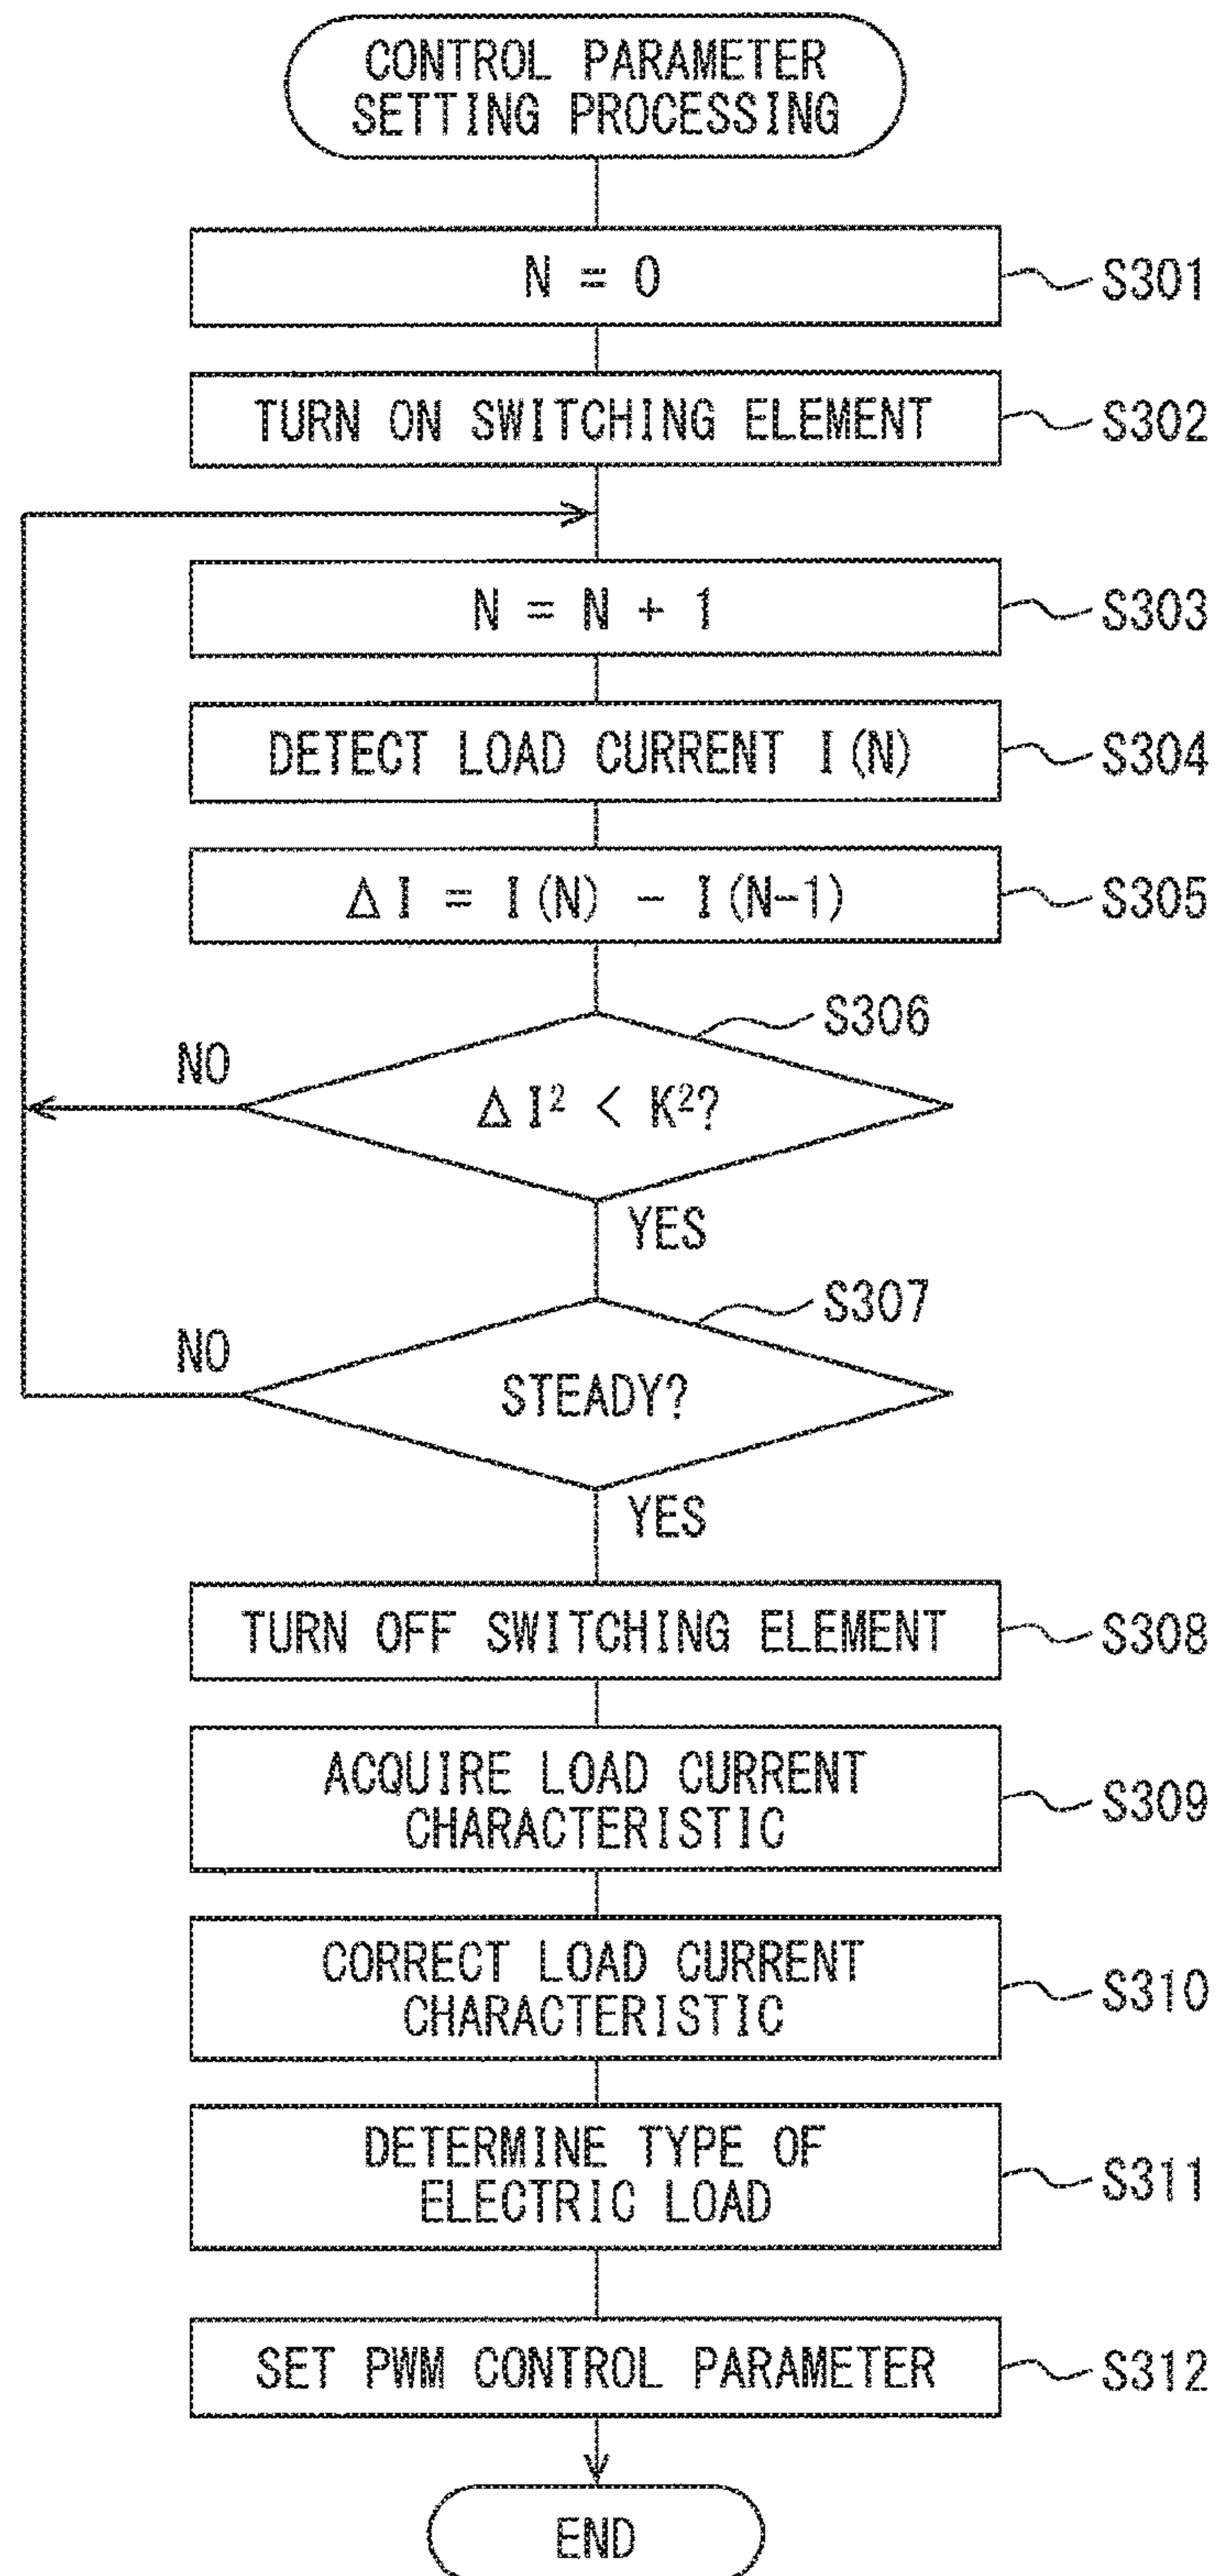 CONTROL PARAMETER
SETTING PROCESSING
N = 0
S301
TURN ON SWITCHING ELEMENT
S302
N = N + 1
S303
DETECT LOAD CURRENT I(N)
S304
Δ I = I(N) - I(N-1)
S305
S306
NO
Δ I² < K²?
YES
S307
NO
STEADY?
YES
TURN OFF SWITCHING ELEMENT
S308
ACQUIRE LOAD CURRENT
CHARACTERISTIC
S309
CORRECT LOAD CURRENT
CHARACTERISTIC
S310
DETERMINE TYPE OF
ELECTRIC LOAD
S311
SET PWM CONTROL PARAMETER
S312
END